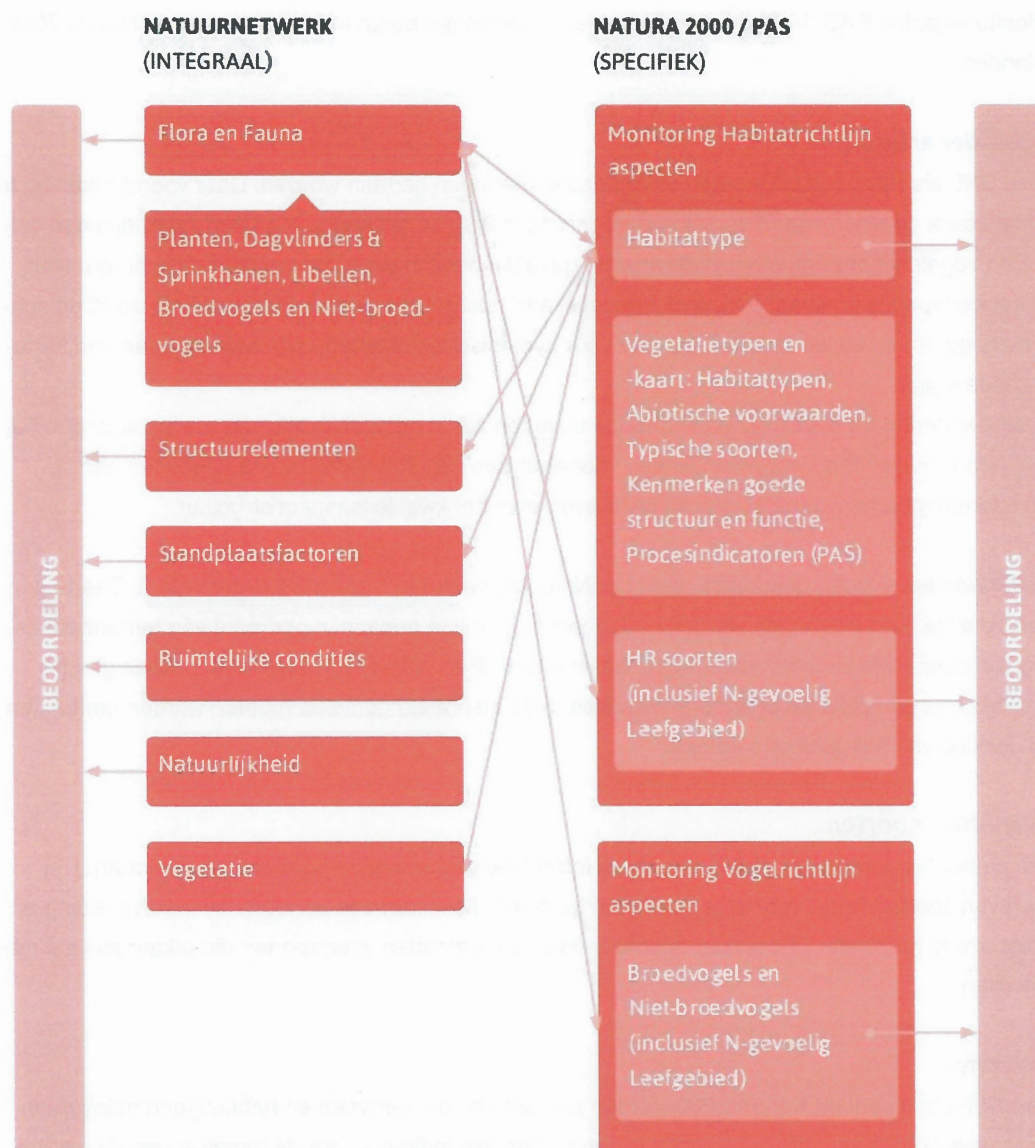 NATUURNETWERK
(INTEGRAAL)
NATURA 2000 / PAS
(SPECIFIEK)
BEOORDELING
Flora en Fauna
Planten, Dagvlinders &
Sprinkhanen, Libellen,
Broedvogels en Niet-broed-
vogels
Structuurelementen
Standplaatsfactoren
Ruimtelijke condities
Natuurlijkheid
Vegetatie
Monitoring Habitatrichtlijn
aspecten
Habitattype
Vegetatietypen en
-kaart: Habitattypen,
Abiotische voorwaarden,
Typische soorten,
Kenmerken goede
structuur en functie,
Procesindicatoren (PAS)
HR soorten
(inclusief N-gevoelig
Leefgebied)
Monitoring Vogelrichtlijn
aspecten
Broedvogels en
Niet-broedvogels
(inclusief N-gevoelig
Leefgebied)
BEOORDELING